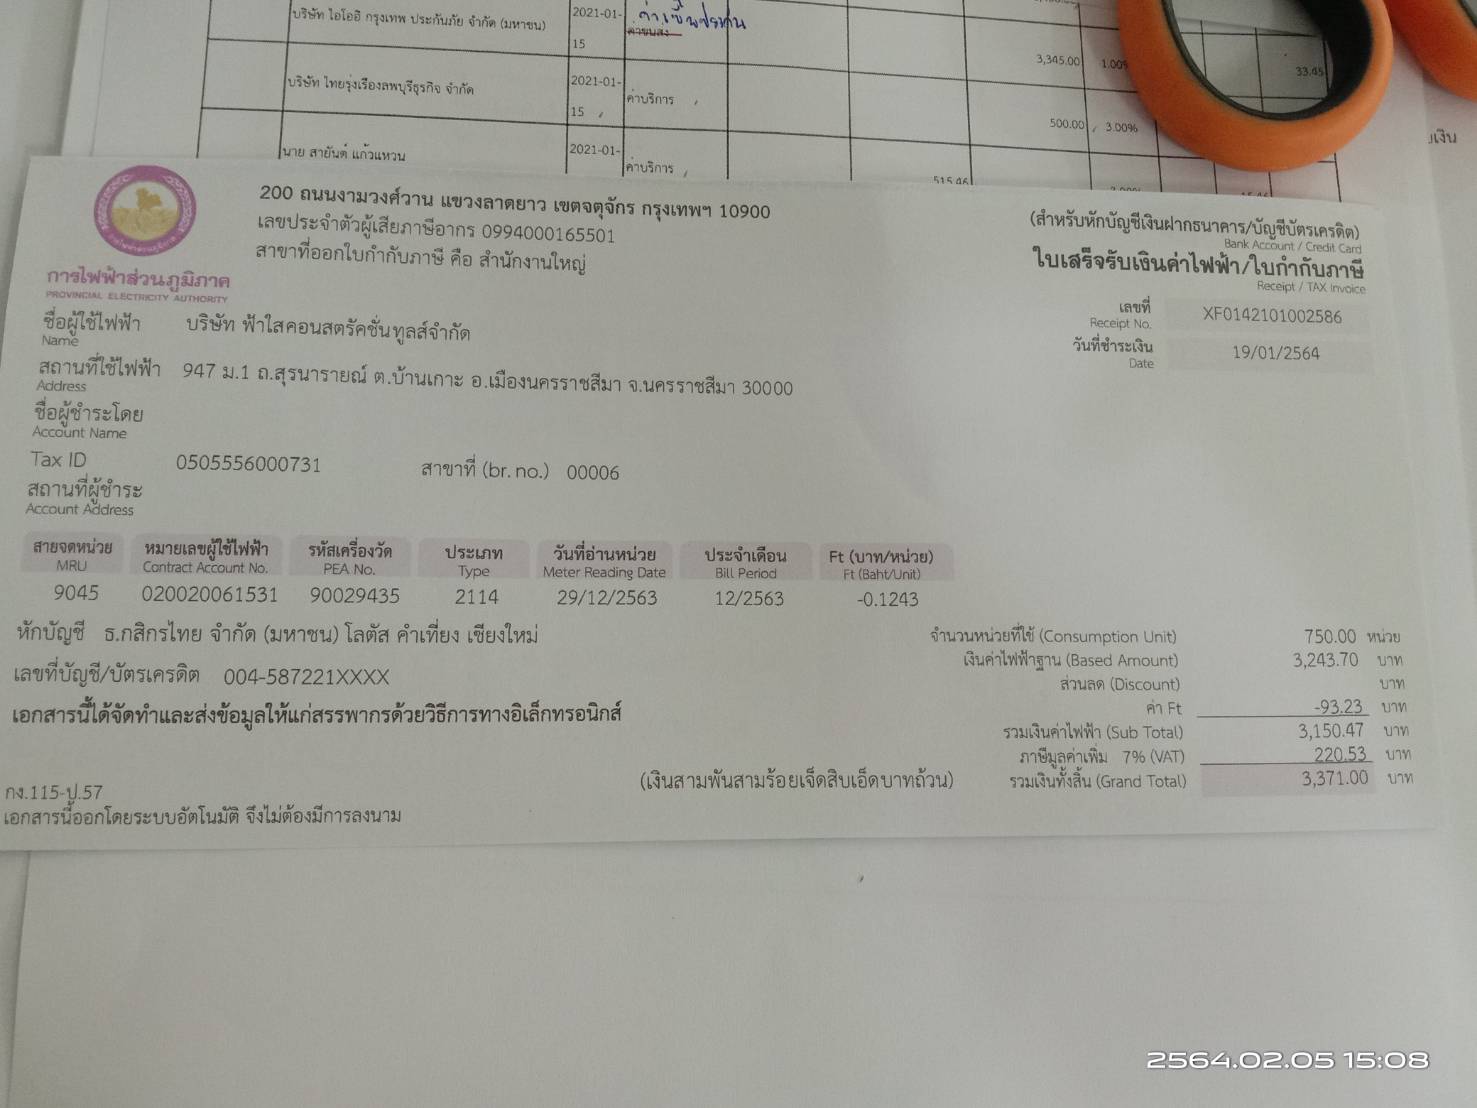 บริษัท ไอโออิ กรุงเทพ ประกันภัย จำกัด (มหาชน) 2021-01-15 ค่าเบี้ยประกัน ค่าขนส่ง 3,345.00 1.00% 33.45
บริษัท ไทยรุ่งเรืองลพบุรีธุรกิจ จำกัด 2021-01-15 ค่าบริการ 500.00 3.00%
นาย สายันต์ แก้วแหวน 2021-01- ค่าบริการ 515.46
การไฟฟ้าส่วนภูมิภาค
PROVINCIAL ELECTRICITY AUTHORITY
200 ถนนงามวงศ์วาน แขวงลาดยาว เขตจตุจักร กรุงเทพฯ 10900
เลขประจำตัวผู้เสียภาษีอากร 0994000165501
สาขาที่ออกใบกำกับภาษี คือ สำนักงานใหญ่
(สำหรับหักบัญชีเงินฝากธนาคาร/บัญชีบัตรเครดิต)
Bank Account / Credit Card
ใบเสร็จรับเงินค่าไฟฟ้า/ใบกำกับภาษี
Receipt / TAX Invoice
เลขที่ XF0142101002586
Receipt No.
วันที่ชำระเงิน 19/01/2564
Date
ชื่อผู้ใช้ไฟฟ้า บริษัท ฟ้าใสคอนสตรัคชั่นทูลส์จำกัด
Name
สถานที่ใช้ไฟฟ้า 947 ม.1 ถ.สุรนารายณ์ ต.บ้านเกาะ อ.เมืองนครราชสีมา จ.นครราชสีมา 30000
Address
ชื่อผู้ชำระโดย
Account Name
Tax ID 0505556000731 สาขาที่ (br. no.) 00006
สถานที่ผู้ชำระ
Account Address
สายจดหน่วย หมายเลขผู้ใช้ไฟฟ้า รหัสเครื่องวัด ประเภท วันที่อ่านหน่วย ประจำเดือน Ft (บาท/หน่วย)
MRU Contract Account No. PEA No. Type Meter Reading Date Bill Period Ft (Baht/Unit)
9045 020020061531 90029435 2114 29/12/2563 12/2563 -0.1243
หักบัญชี ธ.กสิกรไทย จำกัด (มหาชน) โลตัส คำเที่ยง เชียงใหม่
เลขที่บัญชี/บัตรเครดิต 004-587221XXXX
เอกสารนี้ได้จัดทำและส่งข้อมูลให้แก่สรรพากรด้วยวิธีการทางอิเล็กทรอนิกส์
จำนวนหน่วยที่ใช้ (Consumption Unit) 750.00 หน่วย
เงินค่าไฟฟ้าฐาน (Based Amount) 3,243.70 บาท
ส่วนลด (Discount) บาท
ค่า Ft -93.23 บาท
รวมเงินค่าไฟฟ้า (Sub Total) 3,150.47 บาท
ภาษีมูลค่าเพิ่ม 7% (VAT) 220.53 บาท
(เงินสามพันสามร้อยเจ็ดสิบเอ็ดบาทถ้วน) รวมเงินทั้งสิ้น (Grand Total) 3,371.00 บาท
กง.115-ป.57
เอกสารนี้ออกโดยระบบอัตโนมัติ จึงไม่ต้องมีการลงนาม
2564.02.05 15:08